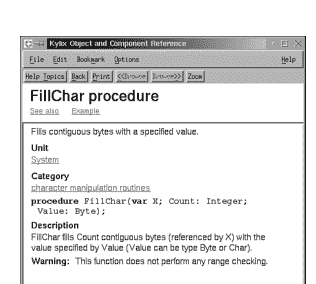 Kylix Object and Component Reference
File Edit Bookmark Options Help
Help Topics Back Print <<Browse Browse>> Zoom
FillChar procedure
See also Example
Fills contiguous bytes with a specified value.
Unit
System
Category
character manipulation routines
procedure FillChar(var X; Count: Integer;
Value: Byte);
Description
FillChar fills Count contiguous bytes (referenced by X) with the
value specified by Value (Value can be type Byte or Char).
Warning: This function does not perform any range checking.